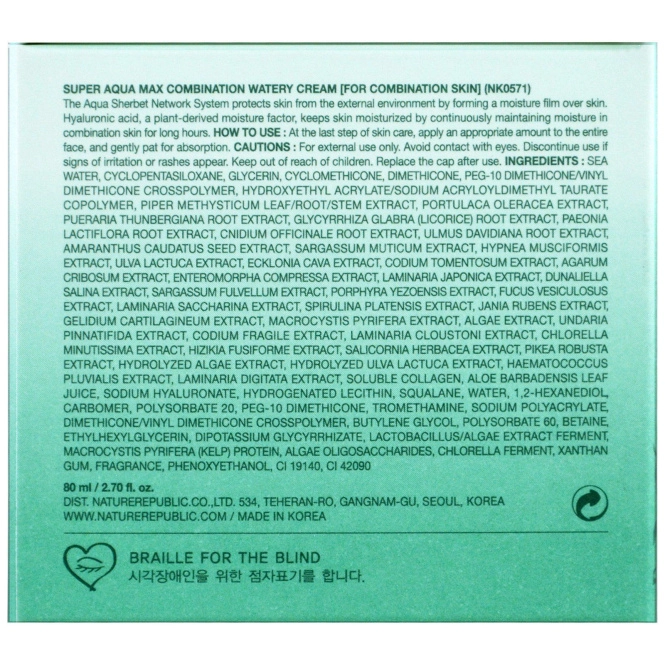 SUPER AQUA MAX COMBINATION WATERY CREAM [FOR COMBINATION SKIN] (NK0571)
The Aqua Sherbet Network System protects skin from the external environment by forming a moisture film over skin.
Hyaluronic acid, a plant-derived moisture factor, keeps skin moisturized by continuously maintaining moisture in
combination skin for long hours. HOW TO USE : At the last step of skin care, apply an appropriate amount to the entire
face, and gently pat for absorption. CAUTIONS : For external use only. Avoid contact with eyes. Discontinue use if
signs of irritation or rashes appear. Keep out of reach of children. Replace the cap after use. INGREDIENTS : SEA
WATER, CYCLOPENTASILOXANE, GLYCERIN, CYCLOMETHICONE, DIMETHICONE, PEG-10 DIMETHICONE/VINYL
DIMETHICONE CROSSPOLYMER, HYDROXYETHYL ACRYLATE/SODIUM ACRYLOYLDIMETHYL TAURATE
COPOLYMER, PIPER METHYSTICUM LEAF/ROOT/STEM EXTRACT, PORTULACA OLERACEA EXTRACT,
PUERARIA THUNBERGIANA ROOT EXTRACT, GLYCYRRHIZA GLABRA (LICORICE) ROOT EXTRACT, PAEONIA
LACTIFLORA ROOT EXTRACT, CNIDIUM OFFICINALE ROOT EXTRACT, ULMUS DAVIDIANA ROOT EXTRACT,
AMARANTHUS CAUDATUS SEED EXTRACT, SARGASSUM MUTICUM EXTRACT, HYPNEA MUSCIFORMIS
EXTRACT, ULVA LACTUCA EXTRACT, ECKLONIA CAVA EXTRACT, CODIUM TOMENTOSUM EXTRACT, AGARUM
CRIBOSUM EXTRACT, ENTEROMORPHA COMPRESSA EXTRACT, LAMINARIA JAPONICA EXTRACT, DUNALIELLA
SALINA EXTRACT, SARGASSUM FULVELLUM EXTRACT, PORPHYRA YEZOENSIS EXTRACT, FUCUS VESICULOSUS
EXTRACT, LAMINARIA SACCHARINA EXTRACT, SPIRULINA PLATENSIS EXTRACT, JANIA RUBENS EXTRACT,
GELIDIUM CARTILAGINEUM EXTRACT, MACROCYSTIS PYRIFERA EXTRACT, ALGAE EXTRACT, UNDARIA
PINNATIFIDA EXTRACT, CODIUM FRAGILE EXTRACT, LAMINARIA CLOUSTONI EXTRACT, CHLORELLA
MINUTISSIMA EXTRACT, HIZIKIA FUSIFORME EXTRACT, SALICORNIA HERBACEA EXTRACT, PIKEA ROBUSTA
EXTRACT, HYDROLYZED ALGAE EXTRACT, HYDROLYZED ULVA LACTUCA EXTRACT, HAEMATOCOCCUS
PLUVIALIS EXTRACT, LAMINARIA DIGITATA EXTRACT, SOLUBLE COLLAGEN, ALOE BARBADENSIS LEAF
JUICE, SODIUM HYALURONATE, HYDROGENATED LECITHIN, SQUALANE, WATER, 1,2-HEXANEDIOL,
CARBOMER, POLYSORBATE 20, PEG-10 DIMETHICONE, TROMETHAMINE, SODIUM POLYACRYLATE,
DIMETHICONE/VINYL DIMETHICONE CROSSPOLYMER, BUTYLENE GLYCOL, POLYSORBATE 60, BETAINE,
ETHYLHEXYLGLYCERIN, DIPOTASSIUM GLYCYRRHIZATE, LACTOBACILLUS/ALGAE EXTRACT FERMENT,
MACROCYSTIS PYRIFERA (KELP) PROTEIN, ALGAE OLIGOSACCHARIDES, CHLORELLA FERMENT, XANTHAN
GUM, FRAGRANCE, PHENOXYETHANOL, CI 19140, CI 42090
80 ml / 2.70 fl. oz.
DIST. NATUREREPUBLIC.CO.,LTD. 534, TEHERAN-RO, GANGNAM-GU, SEOUL, KOREA
WWW.NATUREREPUBLIC.COM / MADE IN KOREA
BRAILLE FOR THE BLIND
시각장애인을 위한 점자표기를 합니다.